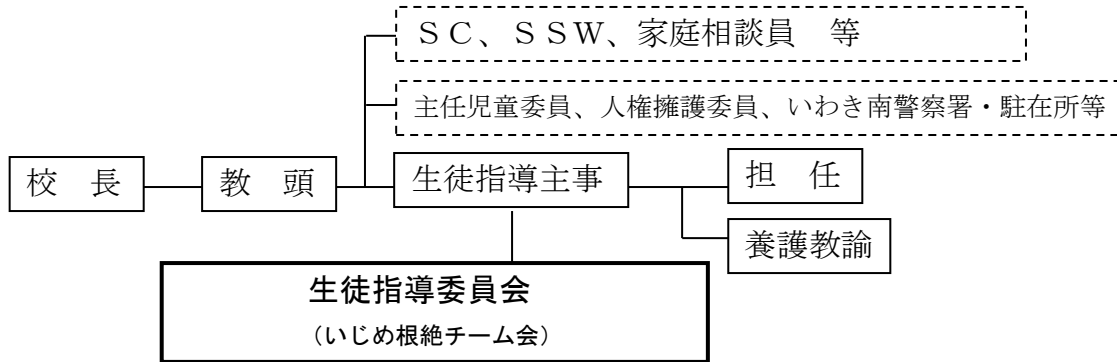 ＳＣ、ＳＳＷ、家庭相談員　等
主任児童委員、人権擁護委員、いわき南警察署・駐在所等
校　長
教　頭
生徒指導主事
担　任
養護教諭
生徒指導委員会
（いじめ根絶チーム会）